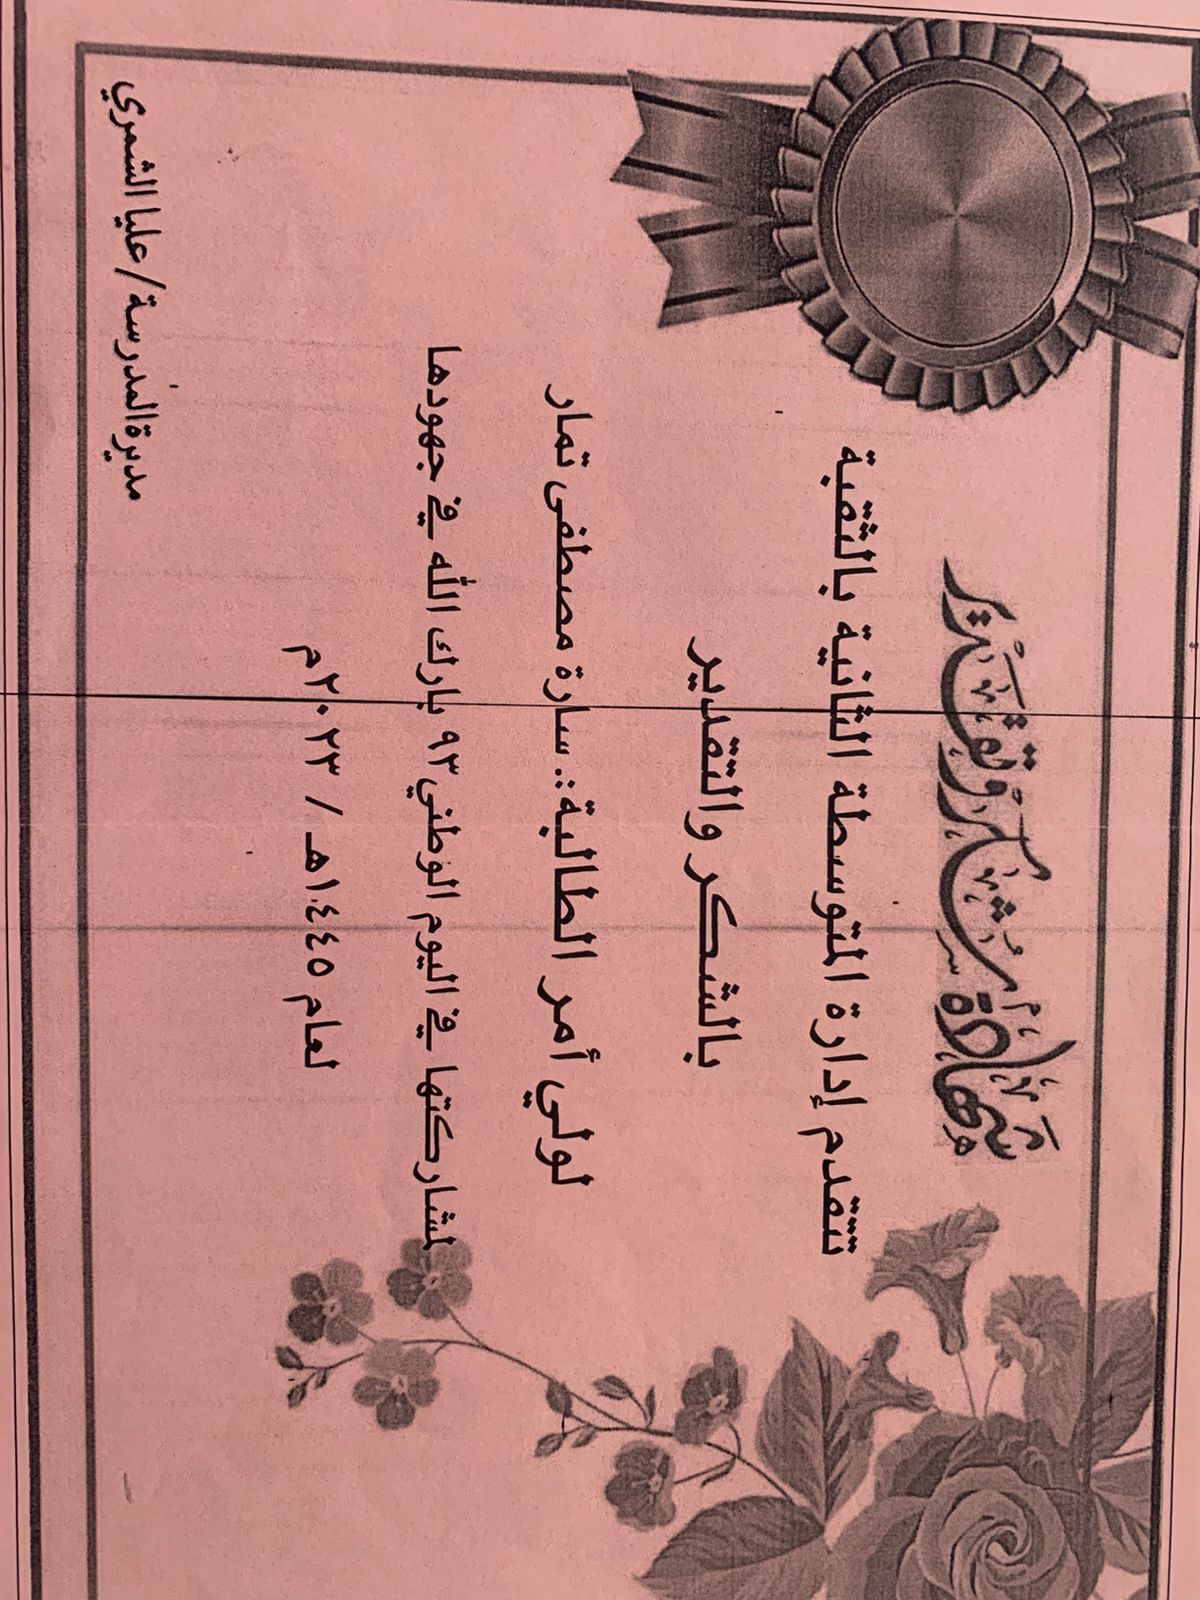 شهادة شكر وتقدير
تتقدم إدارة المتوسطة الثانية بالثقبة
بالشكر والتقدير
لولي أمر الطالبة: سارة مصطفى تمار
لمشاركتها في اليوم الوطني ٩٣ بارك الله في جهودها
لعام ١٤٤٥هـ / ٢٠٢٣م
مديرة المدرسة / عليا الشمري